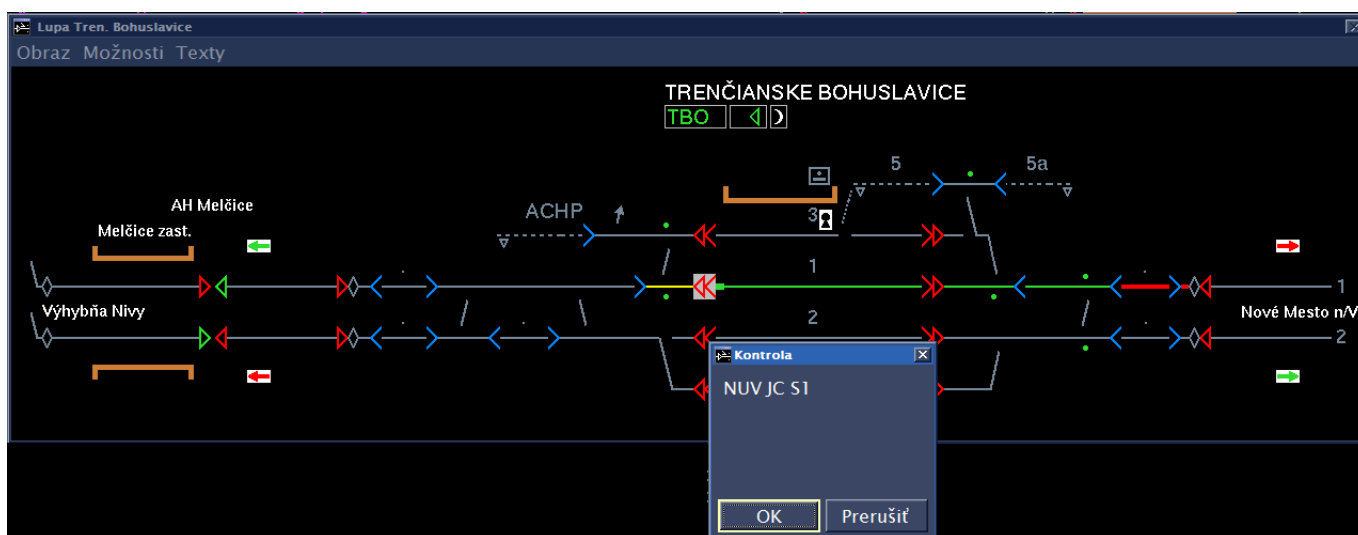 Lupa Tren. Bohuslavice
Obraz Možnosti Texty
TRENČIANSKE BOHUSLAVICE
TBO
5
5a
AH Melčice
ACHP
3
Melčice zast.
1
1
Výhybňa Nivy
2
Nové Mesto n/V
2
Kontrola
NUV JC S1
OK
Prerušiť